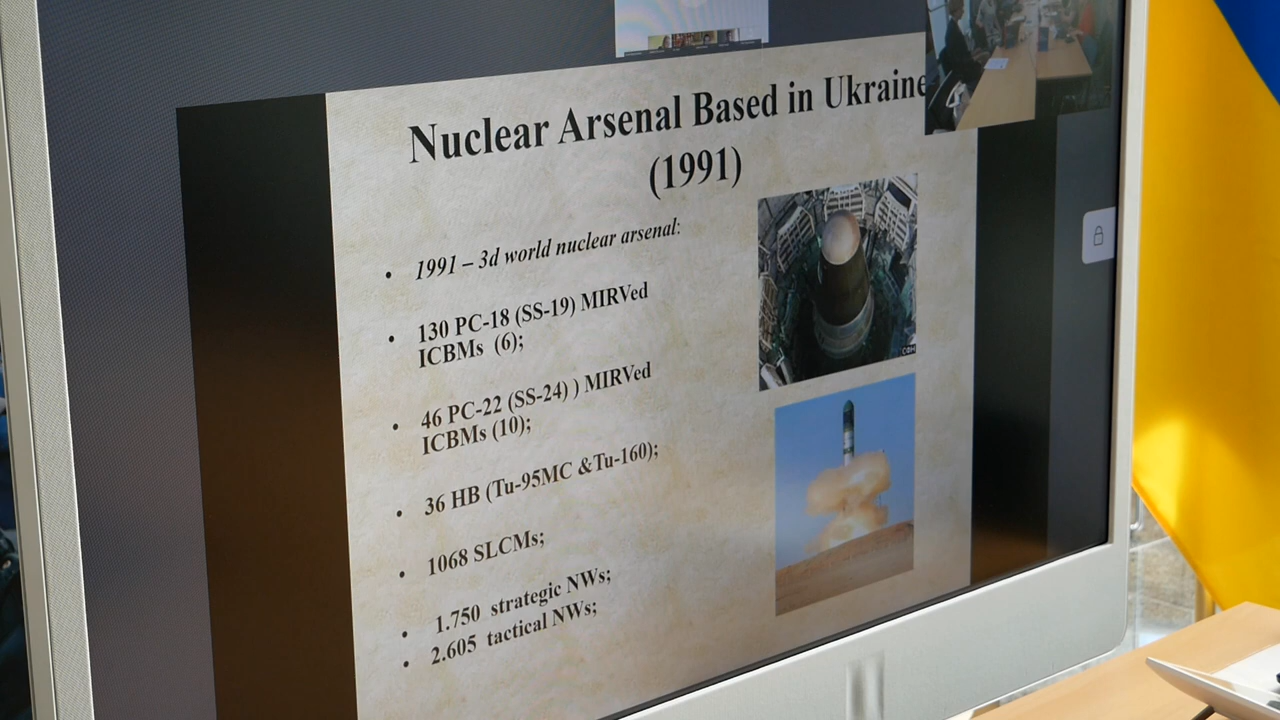 Nuclear Arsenal Based in Ukraine
(1991)
• 1991 – 3d world nuclear arsenal:
• 130 PC-18 (SS-19) MIRVed
ICBMs (6);
• 46 PC-22 (SS-24) ) MIRVed
ICBMs (10);
• 36 HB (Tu-95MC &Tu-160);
• 1068 SLCMs;
• 1.750 strategic NWs;
• 2.605 tactical NWs;